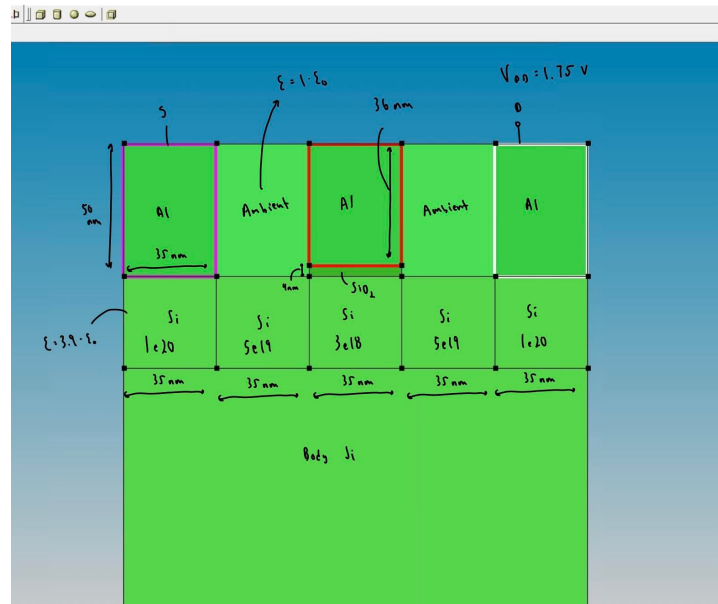 ε = 1·ε₀
V_DD = 1.75 V
S
36 nm
D
50 nm
Al
Ambient
Al
Ambient
Al
35 nm
4nm
SiO₂
ε = 3.9·ε₀
Si
1e20
Si
5e19
Si
3e18
Si
5e19
Si
1e20
35 nm
35 nm
35 nm
35 nm
35 nm
Body Si